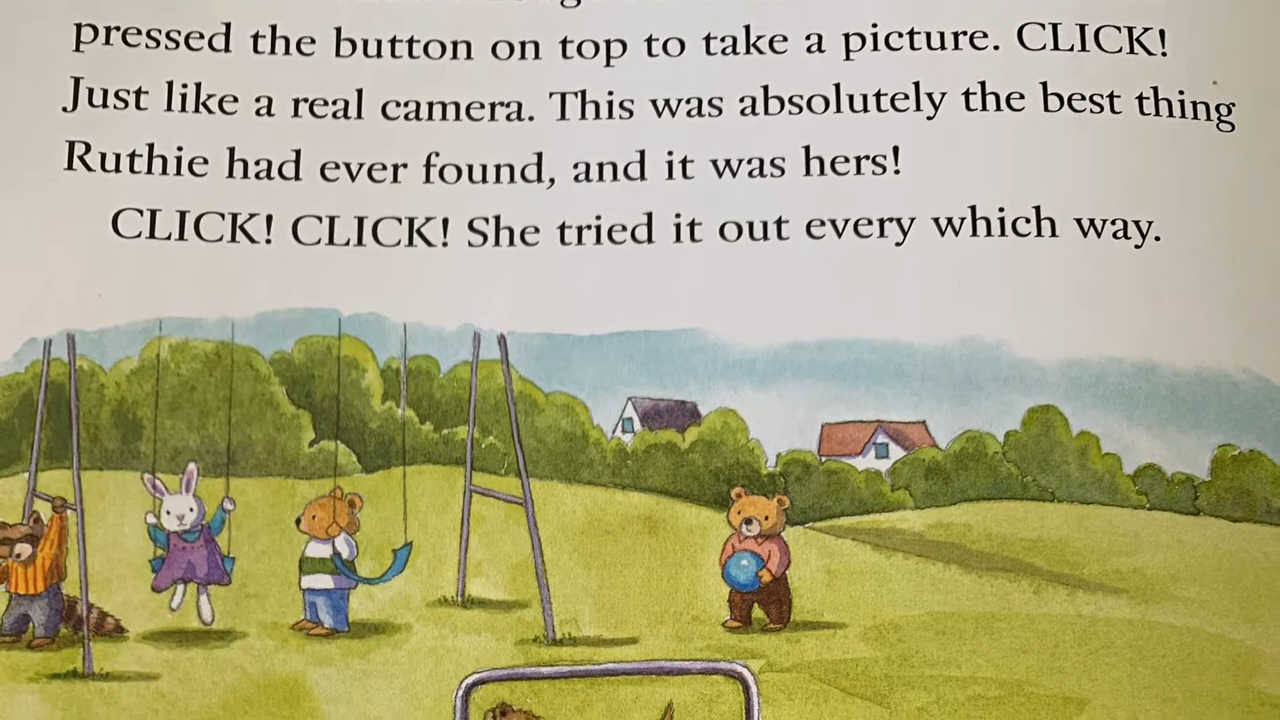 pressed the button on top to take a picture. CLICK!
Just like a real camera. This was absolutely the best thing
Ruthie had ever found, and it was hers!
CLICK! CLICK! She tried it out every which way.